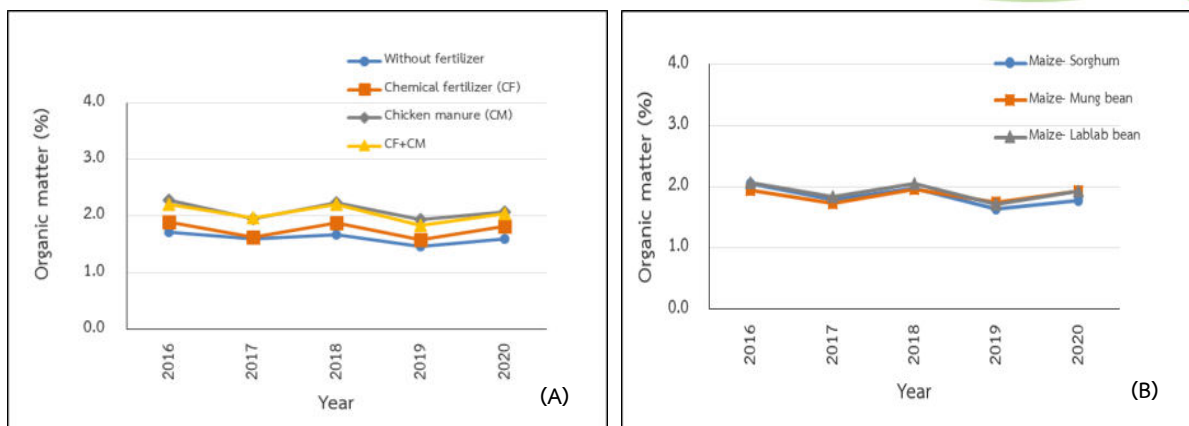 Without fertilizer
Chemical fertilizer (CF)
Chicken manure (CM)
CF+CM
Organic matter (%)
4.0
3.0
2.0
1.0
0.0
2016
2017
2018
2019
2020
Year
(A)
Maize- Sorghum
Maize- Mung bean
Maize- Lablab bean
Organic matter (%)
4.0
3.0
2.0
1.0
0.0
2016
2017
2018
2019
2020
Year
(B)